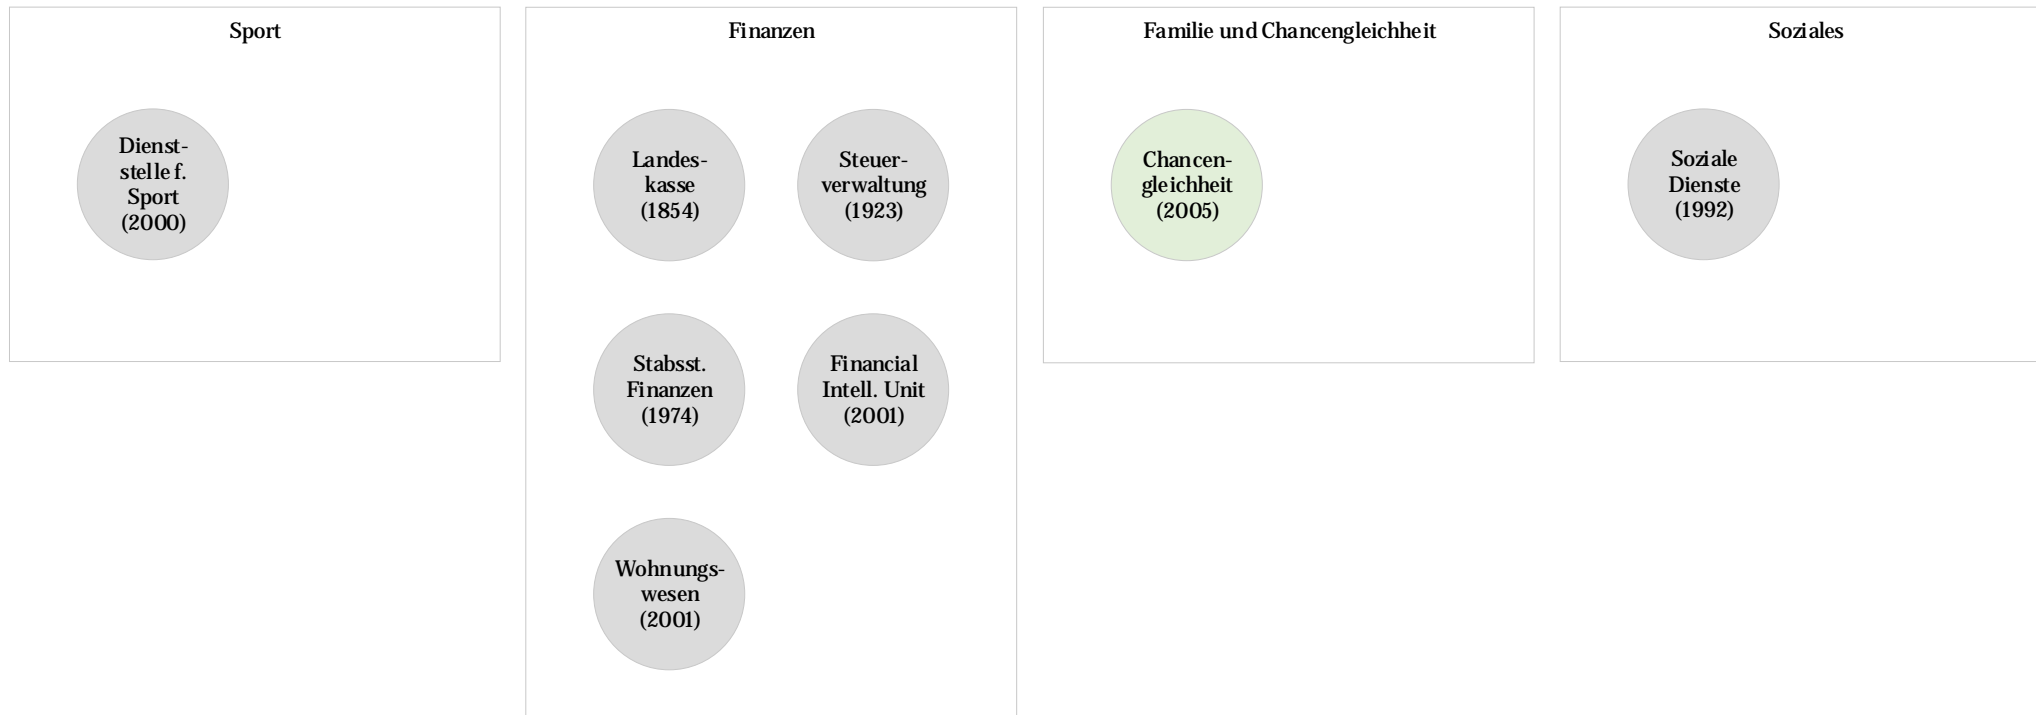 Sport
Dienst-
stelle f.
Sport
(2000)
Finanzen
Landes-
kasse
(1854)
Steuer-
verwaltung
(1923)
Stabsst.
Finanzen
(1974)
Financial
Intell. Unit
(2001)
Wohnungs-
wesen
(2001)
Familie und Chancengleichheit
Chancen-
gleichheit
(2005)
Soziales
Soziale
Dienste
(1992)